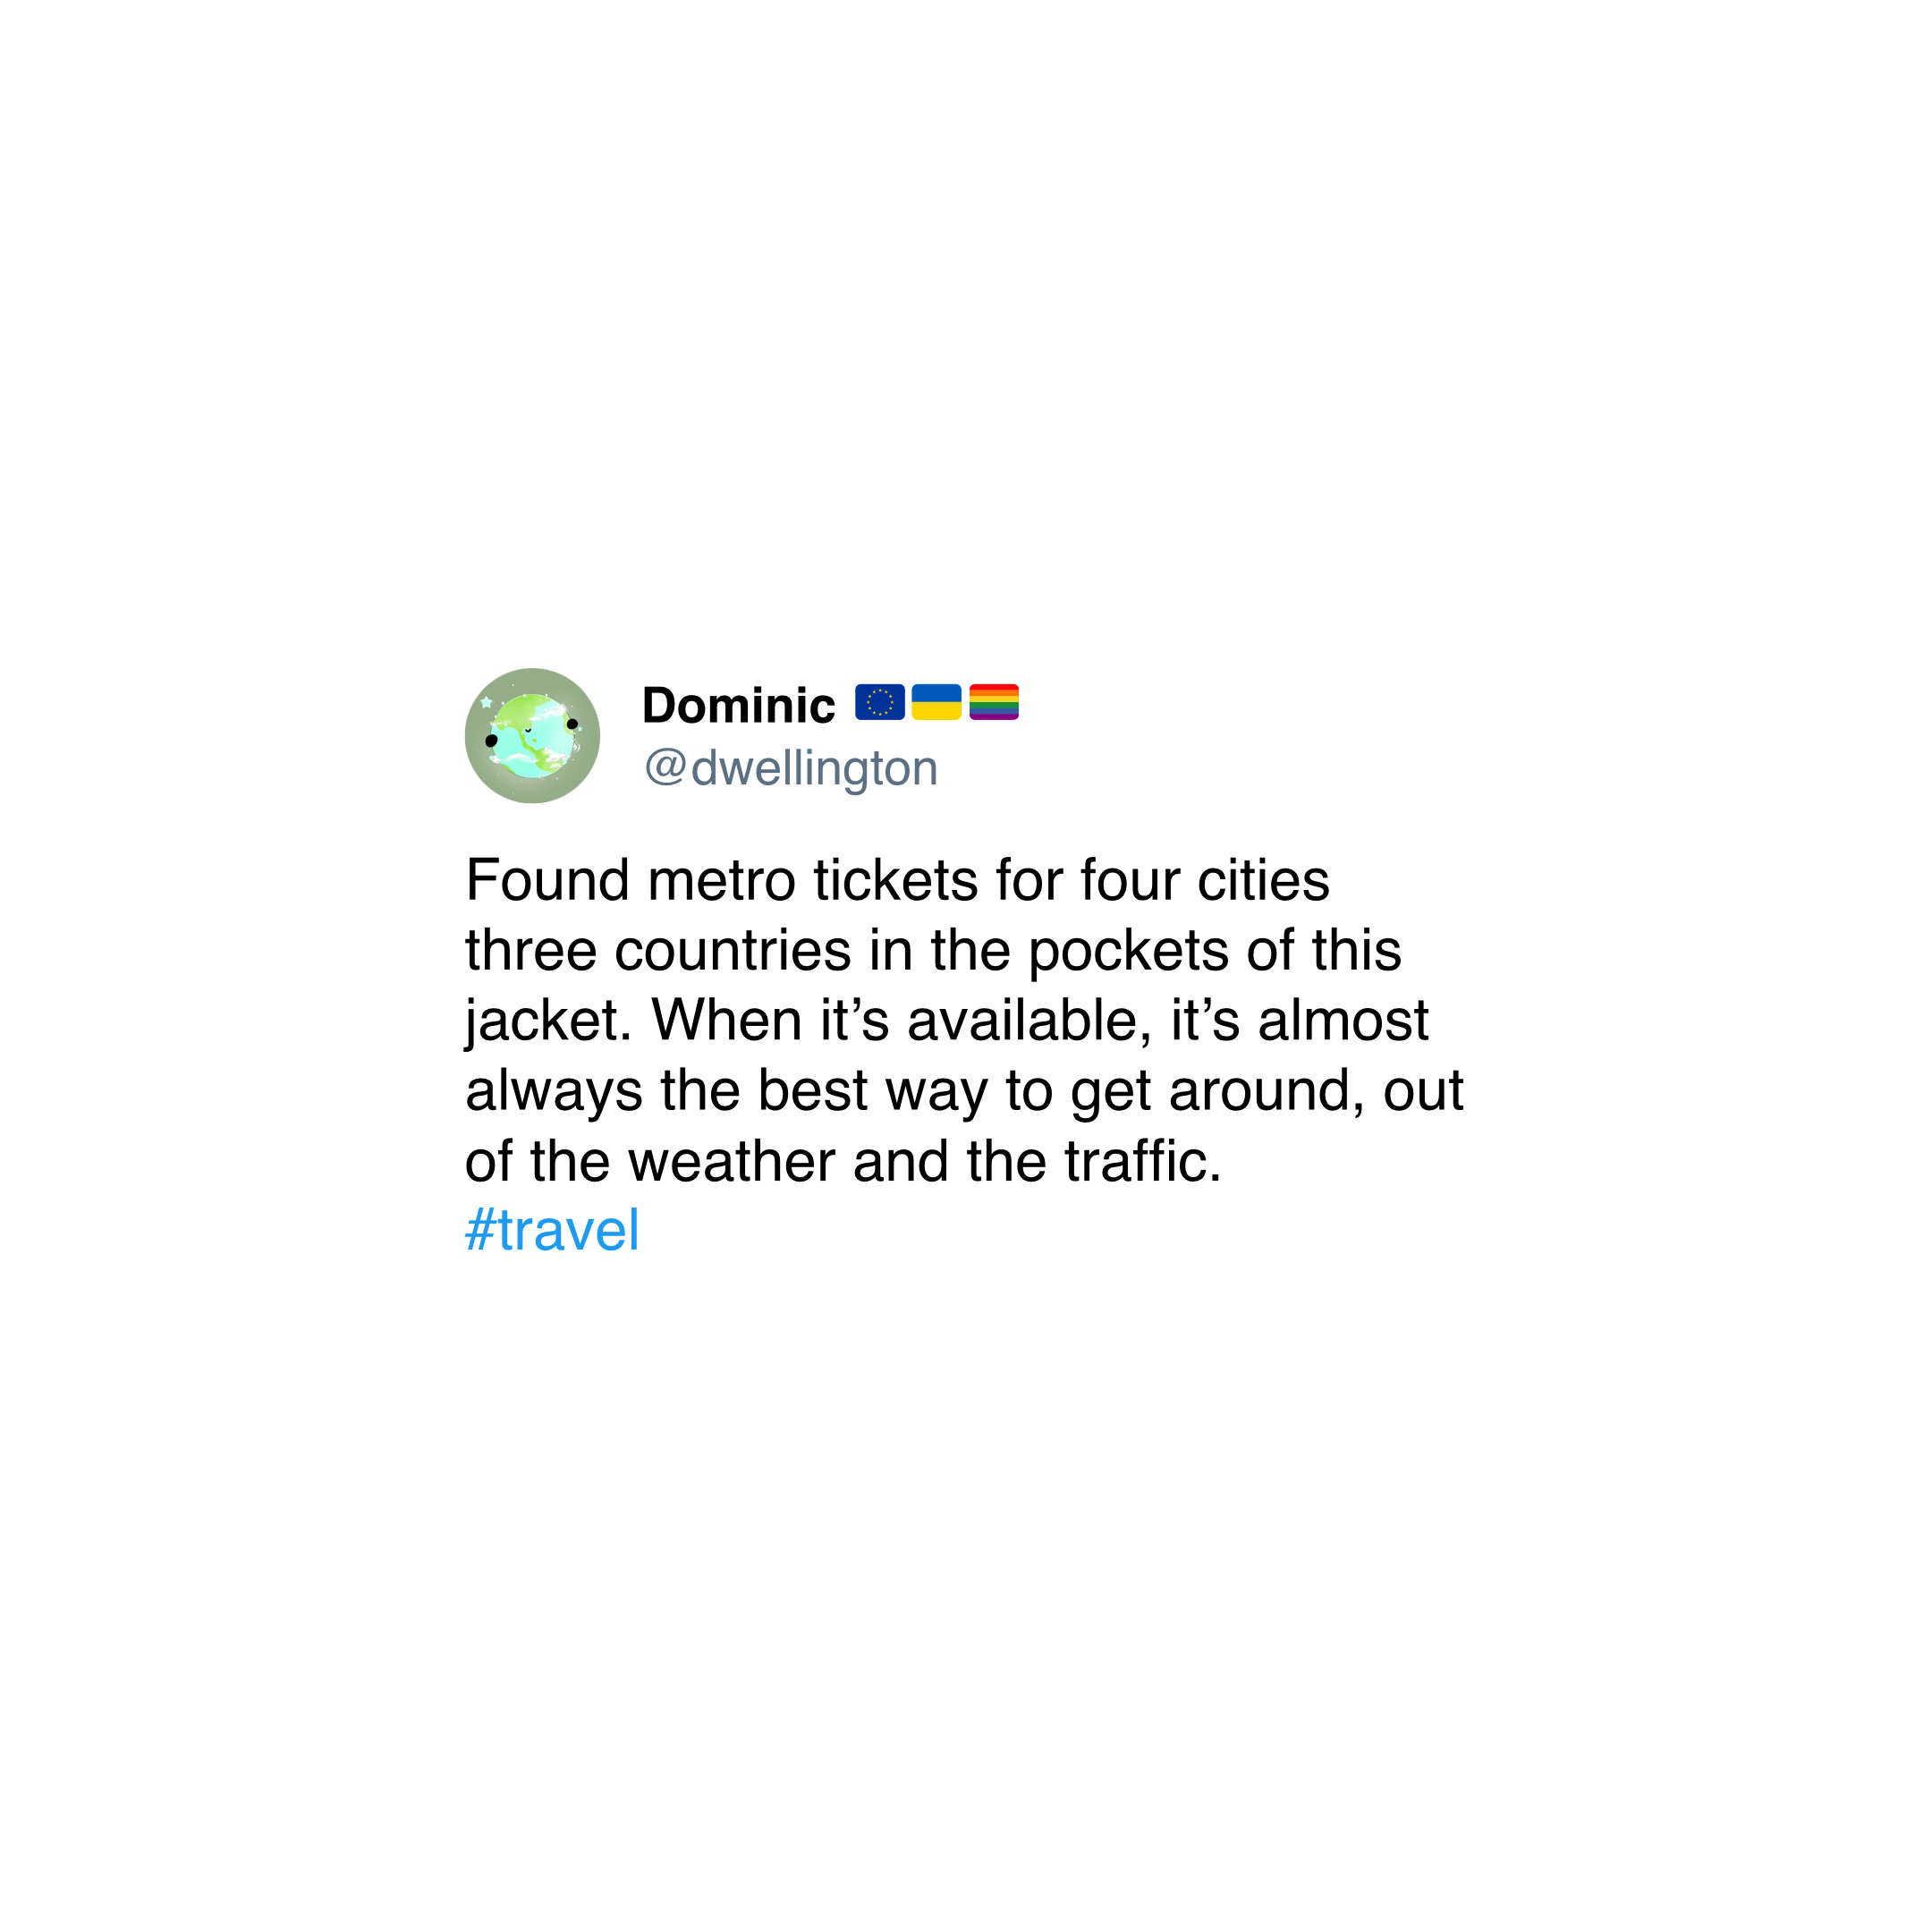 Dominic 🇪🇺 🇺🇦 🏳️‍🌈
@dwellington
Found metro tickets for four cities
three countries in the pockets of this
jacket. When it’s available, it’s almost
always the best way to get around, out
of the weather and the traffic.
#travel